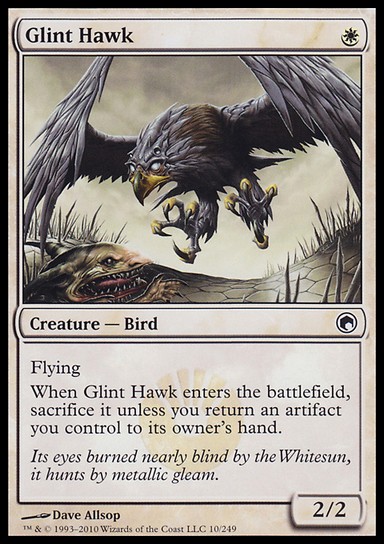 Glint Hawk
Creature — Bird
Flying
When Glint Hawk enters the battlefield,
sacrifice it unless you return an artifact
you control to its owner's hand.
Its eyes burned nearly blind by the Whitesun,
it hunts by metallic gleam.
Dave Allsop
2/2
™ & © 1993–2010 Wizards of the Coast LLC 10/249